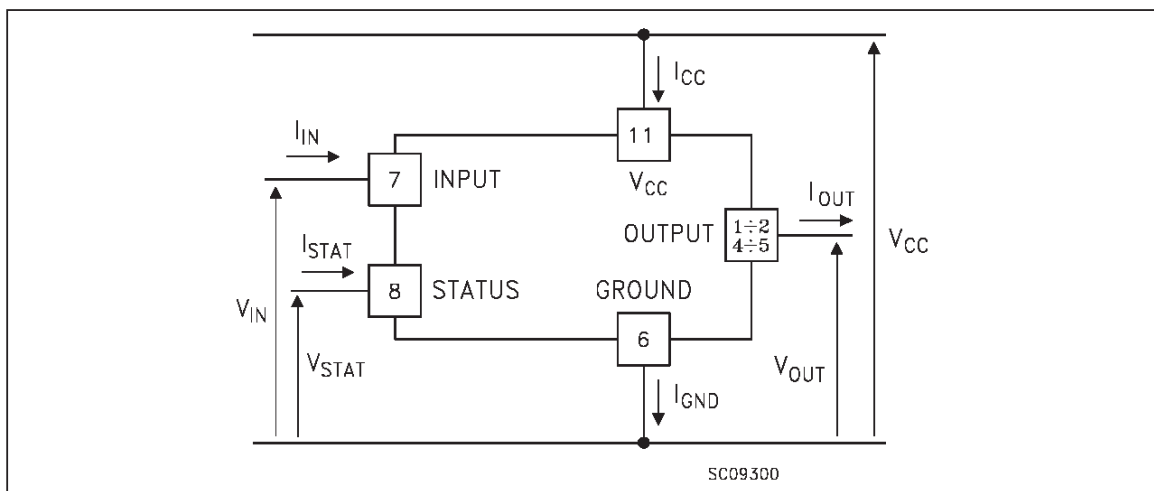 I_CC
I_IN
11
7 INPUT
V_CC
I_OUT
1÷2
4÷5
OUTPUT
V_CC
I_STAT
8 STATUS
GROUND
V_IN
6
V_STAT
V_OUT
I_GND
SC09300